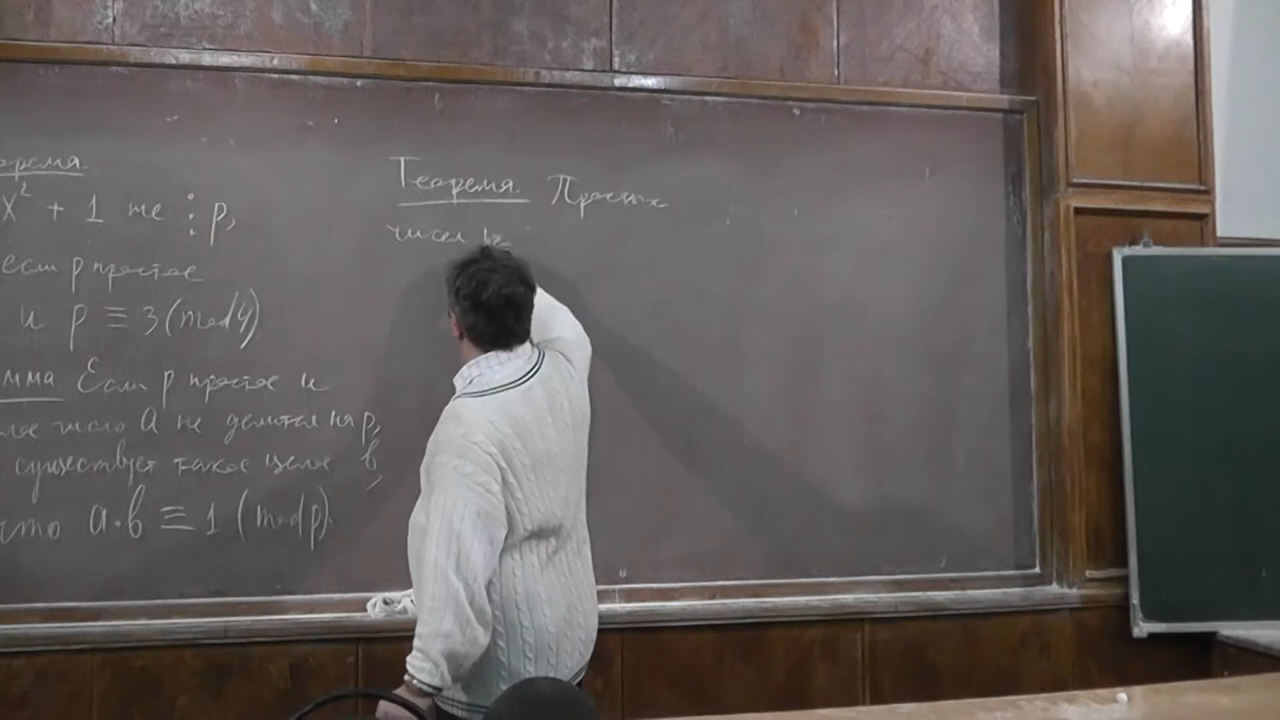 орема.
x² + 1 не ⋮ p,
если p простое
и p ≡ 3 (mod 4)
мма Если p простое и
лое число a не делится на p,
существует такое целое b,
что a·b ≡ 1 (mod p).
Теорема. Простых
чисел